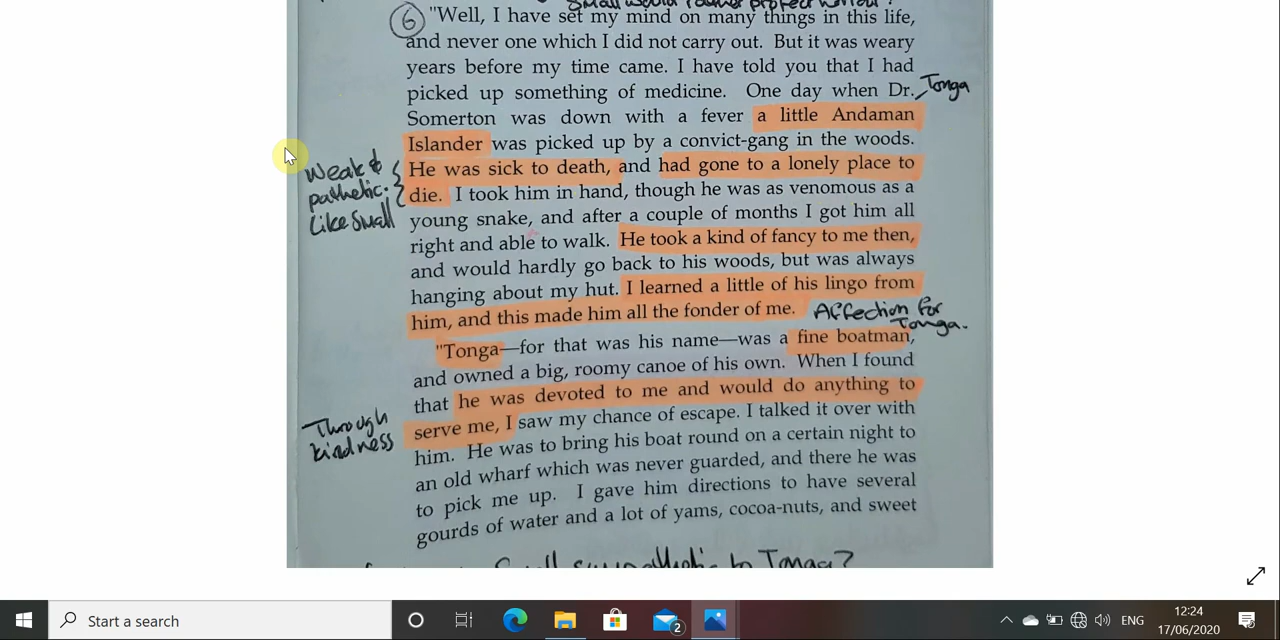 Small would rather protect
6 "Well, I have set my mind on many things in this life,
and never one which I did not carry out. But it was weary
years before my time came. I have told you that I had
picked up something of medicine. One day when Dr. Tonga
Somerton was down with a fever a little Andaman
Islander was picked up by a convict-gang in the woods.
Weak & He was sick to death, and had gone to a lonely place to
pathetic. die. I took him in hand, though he was as venomous as a
Like Small young snake, and after a couple of months I got him all
right and able to walk. He took a kind of fancy to me then,
and would hardly go back to his woods, but was always
hanging about my hut. I learned a little of his lingo from
him, and this made him all the fonder of me. Affection for
Tonga.
"Tonga—for that was his name—was a fine boatman,
and owned a big, roomy canoe of his own. When I found
that he was devoted to me and would do anything to
Through serve me, I saw my chance of escape. I talked it over with
kindness him. He was to bring his boat round on a certain night to
an old wharf which was never guarded, and there he was
to pick me up. I gave him directions to have several
gourds of water and a lot of yams, cocoa-nuts, and sweet
Small sympathetic to Tonga?
Start a search
2
ENG
12:24
17/06/2020